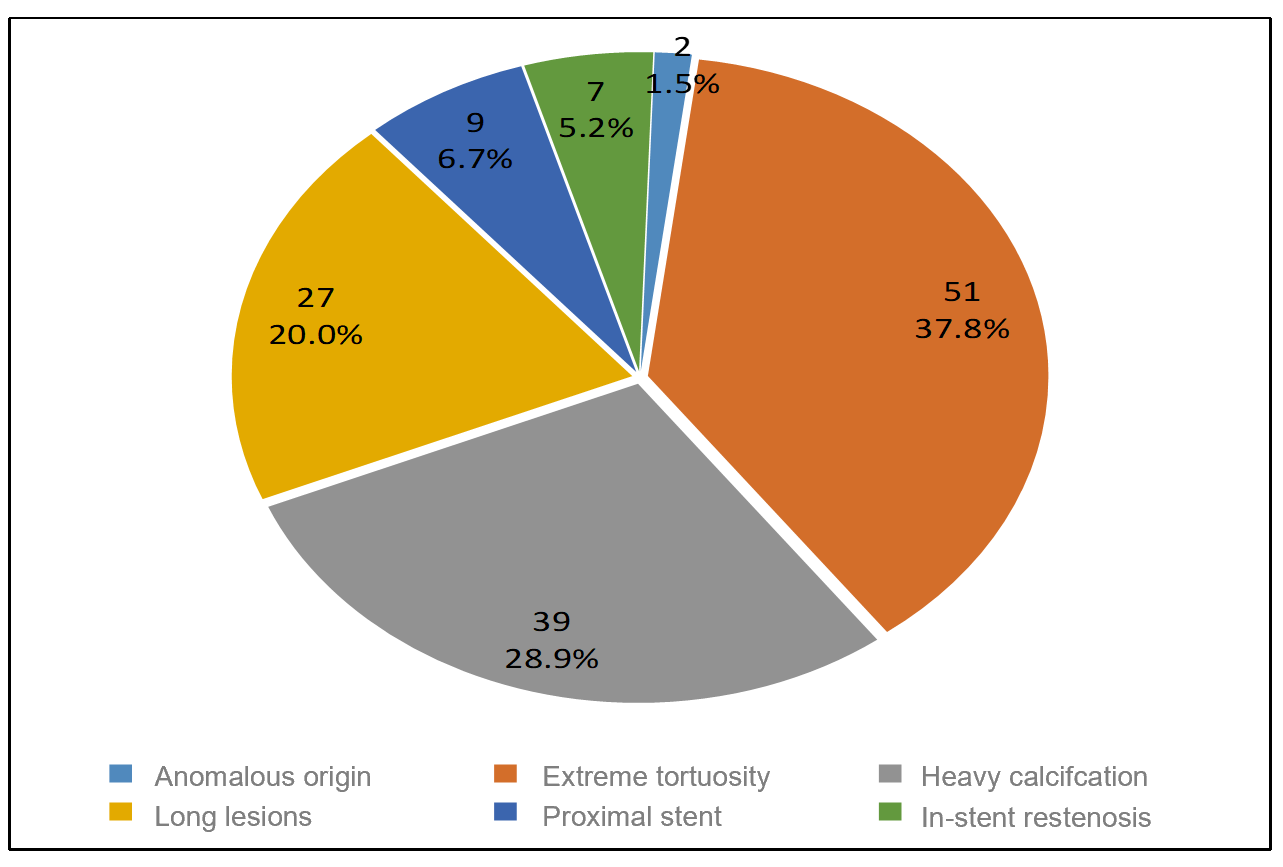 2
1.5%
7
5.2%
9
6.7%
51
37.8%
27
20.0%
39
28.9%
Anomalous origin
Extreme tortuosity
Heavy calcifcation
Long lesions
Proximal stent
In-stent restenosis